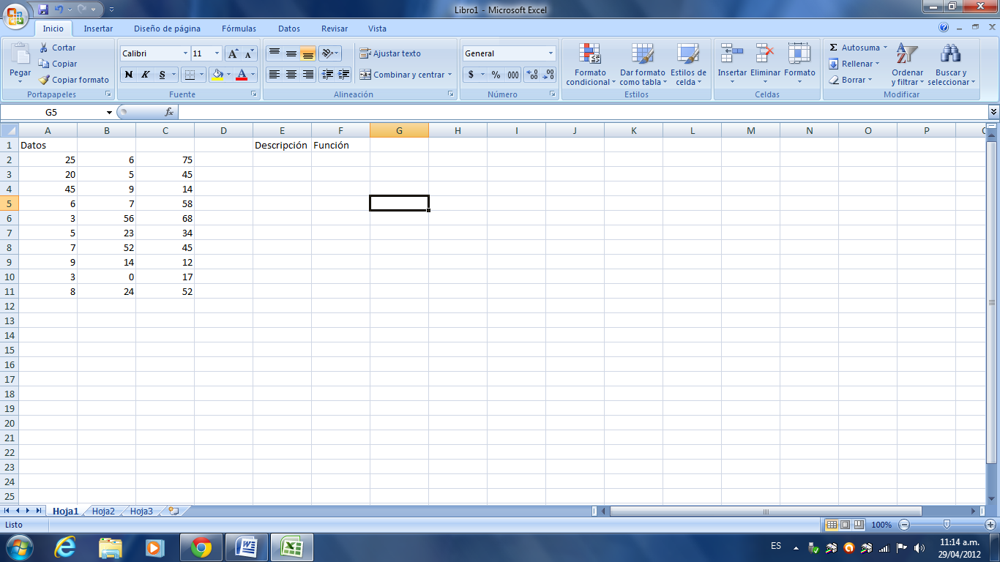 Libro1 - Microsoft Excel
Inicio Insertar Diseño de página Fórmulas Datos Revisar Vista
Pegar
Cortar
Copiar
Copiar formato
Portapapeles
Calibri 11
N K S
Fuente
Ajustar texto
Combinar y centrar
Alineación
General
$ % 000
Número
Formato condicional
Dar formato como tabla
Estilos de celda
Estilos
Insertar Eliminar Formato
Celdas
Σ Autosuma
Rellenar
Borrar
Ordenar y filtrar
Buscar y seleccionar
Modificar
G5 fx
A B C D E F G H I J K L M N O P
1 Datos Descripción Función
2 25 6 75
3 20 5 45
4 45 9 14
5 6 7 58
6 3 56 68
7 5 23 34
8 7 52 45
9 9 14 12
10 3 0 17
11 8 24 52
12
13
14
15
16
17
18
19
20
21
22
23
24
25
Hoja1 Hoja2 Hoja3
Listo 100%
ES 11:14 a.m.
29/04/2012